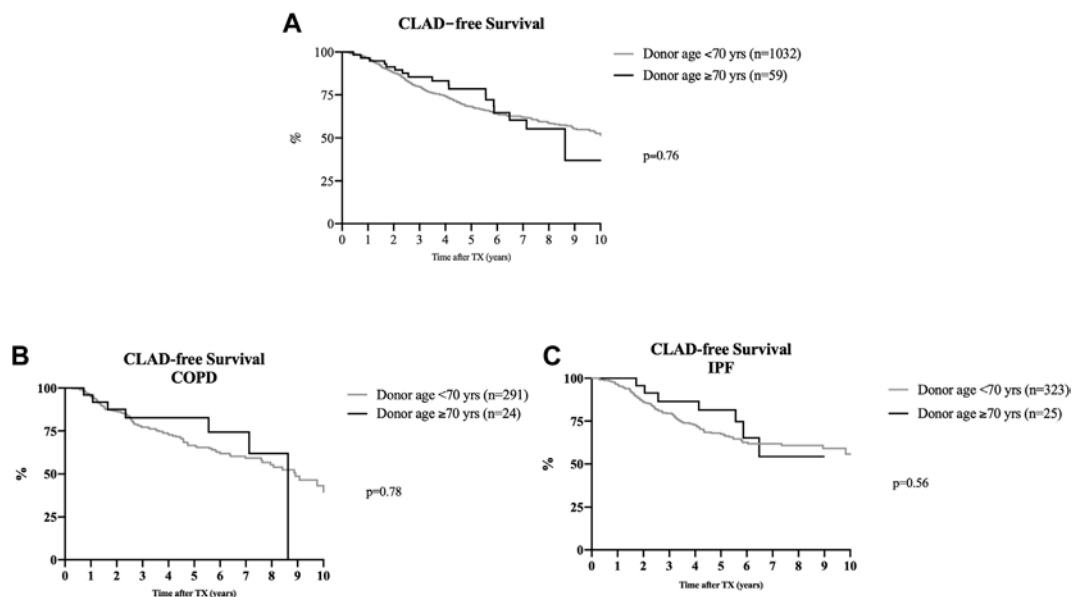 A
CLAD-free Survival
Donor age <70 yrs (n=1032)
Donor age ≥70 yrs (n=59)
100
75
50
25
0
%
p=0.76
0 1 2 3 4 5 6 7 8 9 10
Time after TX (years)
B
CLAD-free Survival
COPD
Donor age <70 yrs (n=291)
Donor age ≥70 yrs (n=24)
100
75
50
25
0
%
p=0.78
0 1 2 3 4 5 6 7 8 9 10
Time after TX (years)
C
CLAD-free Survival
IPF
Donor age <70 yrs (n=323)
Donor age ≥70 yrs (n=25)
100
75
50
25
0
%
p=0.56
0 1 2 3 4 5 6 7 8 9 10
Time after TX (years)